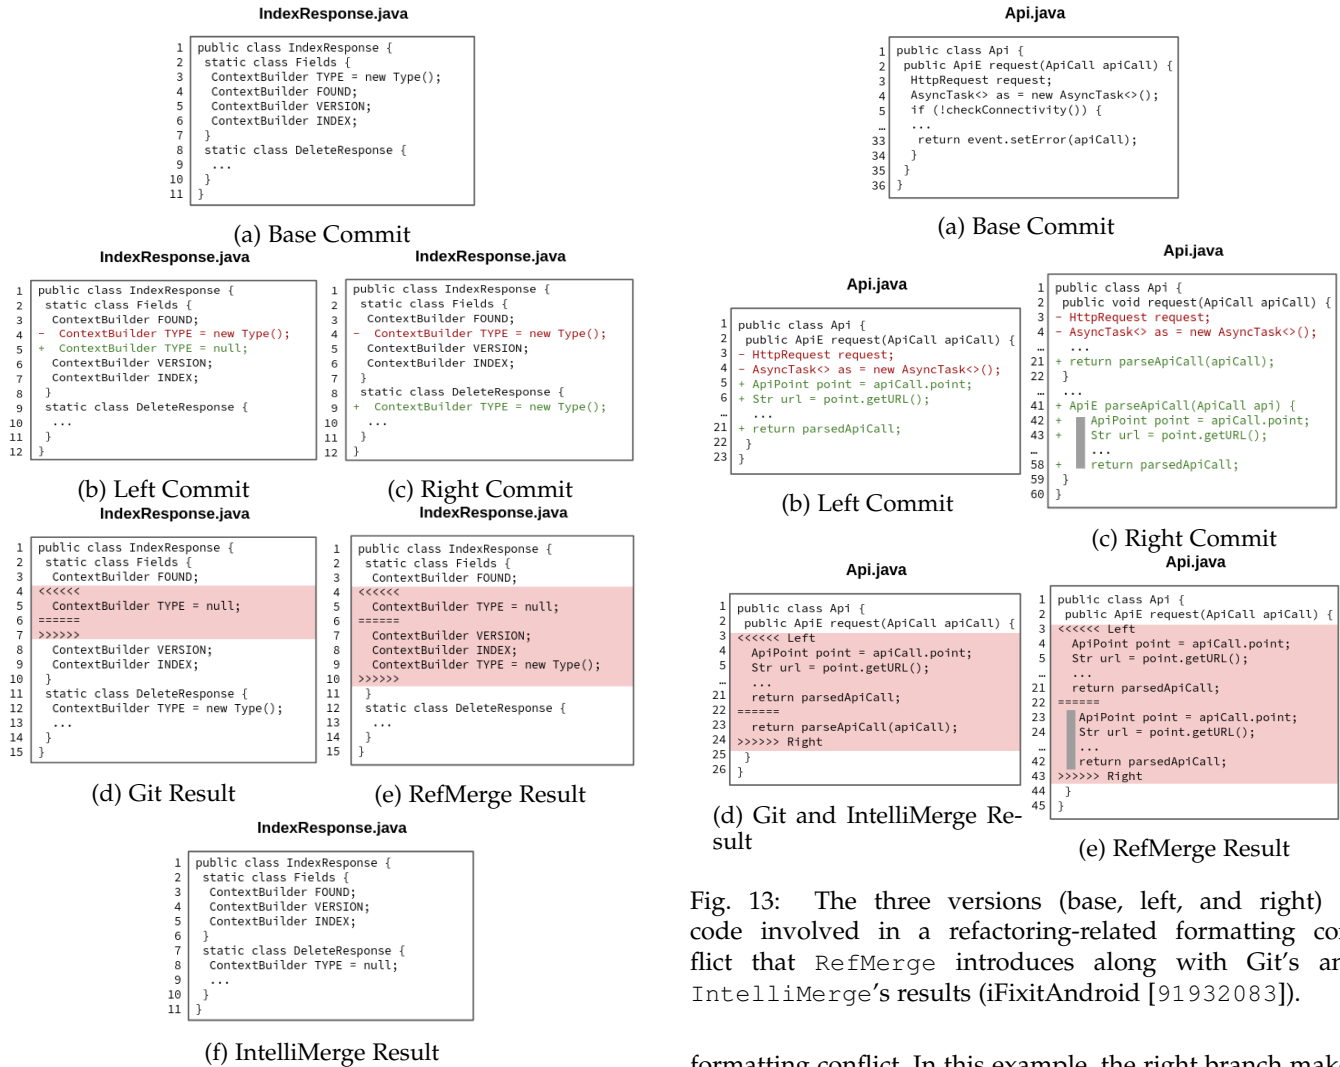 IndexResponse.java
1 public class IndexResponse {
2 static class Fields {
3 ContextBuilder TYPE = new Type();
4 ContextBuilder FOUND;
5 ContextBuilder VERSION;
6 ContextBuilder INDEX;
7 }
8 static class DeleteResponse {
9 ...
10 }
11 }
(a) Base Commit
IndexResponse.java
1 public class IndexResponse {
2 static class Fields {
3 ContextBuilder FOUND;
4 - ContextBuilder TYPE = new Type();
5 + ContextBuilder TYPE = null;
6 ContextBuilder VERSION;
7 ContextBuilder INDEX;
8 }
9 static class DeleteResponse {
10 ...
11 }
12 }
(b) Left Commit
IndexResponse.java
1 public class IndexResponse {
2 static class Fields {
3 ContextBuilder FOUND;
4 - ContextBuilder TYPE = new Type();
5 ContextBuilder VERSION;
6 ContextBuilder INDEX;
7 }
8 static class DeleteResponse {
9 + ContextBuilder TYPE = new Type();
10 ...
11 }
12 }
(c) Right Commit
IndexResponse.java
1 public class IndexResponse {
2 static class Fields {
3 ContextBuilder FOUND;
4 <<<<<<
5 ContextBuilder TYPE = null;
6 ======
7 >>>>>>
8 ContextBuilder VERSION;
9 ContextBuilder INDEX;
10 }
11 static class DeleteResponse {
12 ContextBuilder TYPE = new Type();
13 ...
14 }
15 }
(d) Git Result
IndexResponse.java
1 public class IndexResponse {
2 static class Fields {
3 ContextBuilder FOUND;
4 <<<<<<
5 ContextBuilder TYPE = null;
6 ======
7 ContextBuilder VERSION;
8 ContextBuilder INDEX;
9 ContextBuilder TYPE = new Type();
10 >>>>>>
11 }
12 static class DeleteResponse {
13 ...
14 }
15 }
(e) RefMerge Result
IndexResponse.java
1 public class IndexResponse {
2 static class Fields {
3 ContextBuilder FOUND;
4 ContextBuilder VERSION;
5 ContextBuilder INDEX;
6 }
7 static class DeleteResponse {
8 ContextBuilder TYPE = null;
9 ...
10 }
11 }
(f) IntelliMerge Result
Api.java
1 public class Api {
2 public ApiE request(ApiCall apiCall) {
3 HttpRequest request;
4 AsyncTask<> as = new AsyncTask<>();
5 if (!checkConnectivity()) {
… ...
33 return event.setError(apiCall);
34 }
35 }
36 }
(a) Base Commit
Api.java
1 public class Api {
2 public ApiE request(ApiCall apiCall) {
3 - HttpRequest request;
4 - AsyncTask<> as = new AsyncTask<>();
5 + ApiPoint point = apiCall.point;
6 + Str url = point.getURL();
… ...
21 + return parsedApiCall;
22 }
23 }
(b) Left Commit
Api.java
1 public class Api {
2 public void request(ApiCall apiCall) {
3 - HttpRequest request;
4 - AsyncTask<> as = new AsyncTask<>();
… ...
21 + return parseApiCall(apiCall);
22 }
… ...
41 + ApiE parseApiCall(ApiCall api) {
42 + ApiPoint point = apiCall.point;
43 + Str url = point.getURL();
… ...
58 + return parsedApiCall;
59 }
60 }
(c) Right Commit
Api.java
1 public class Api {
2 public ApiE request(ApiCall apiCall) {
3 <<<<<< Left
4 ApiPoint point = apiCall.point;
5 Str url = point.getURL();
… ...
21 return parsedApiCall;
22 ======
23 return parseApiCall(apiCall);
24 >>>>>> Right
25 }
26 }
(d) Git and IntelliMerge Re-
sult
Api.java
1 public class Api {
2 public ApiE request(ApiCall apiCall) {
3 <<<<<< Left
4 ApiPoint point = apiCall.point;
5 Str url = point.getURL();
… ...
21 return parsedApiCall;
22 ======
23 ApiPoint point = apiCall.point;
24 Str url = point.getURL();
… ...
42 return parsedApiCall;
43 >>>>>> Right
44 }
45 }
(e) RefMerge Result
Fig. 13: The three versions (base, left, and right)
code involved in a refactoring-related formatting con
flict that RefMerge introduces along with Git's an
IntelliMerge's results (iFixitAndroid [91932083]).
formatting conflict. In this example, the right branch make